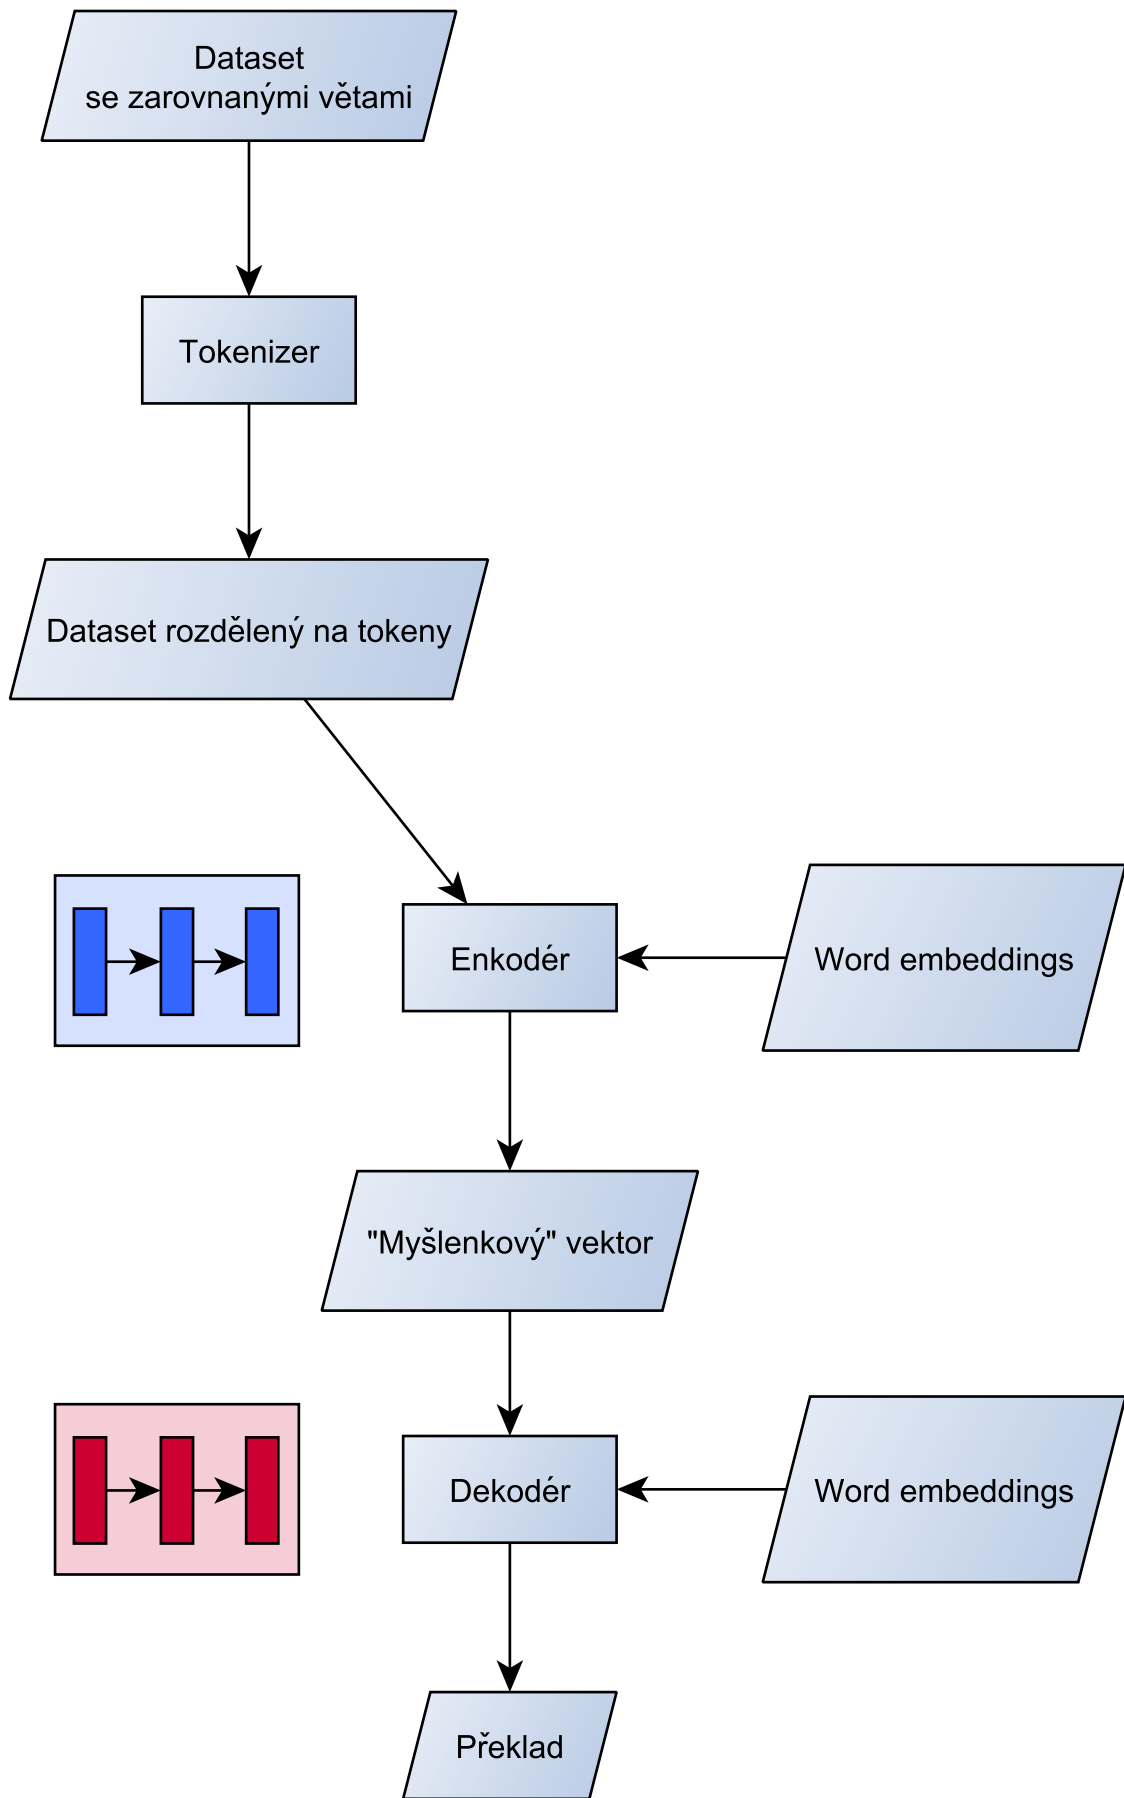 Dataset
se zarovnanými větami
Tokenizer
Dataset rozdělený na tokeny
Enkodér
Word embeddings
"Myšlenkový" vektor
Dekodér
Word embeddings
Překlad